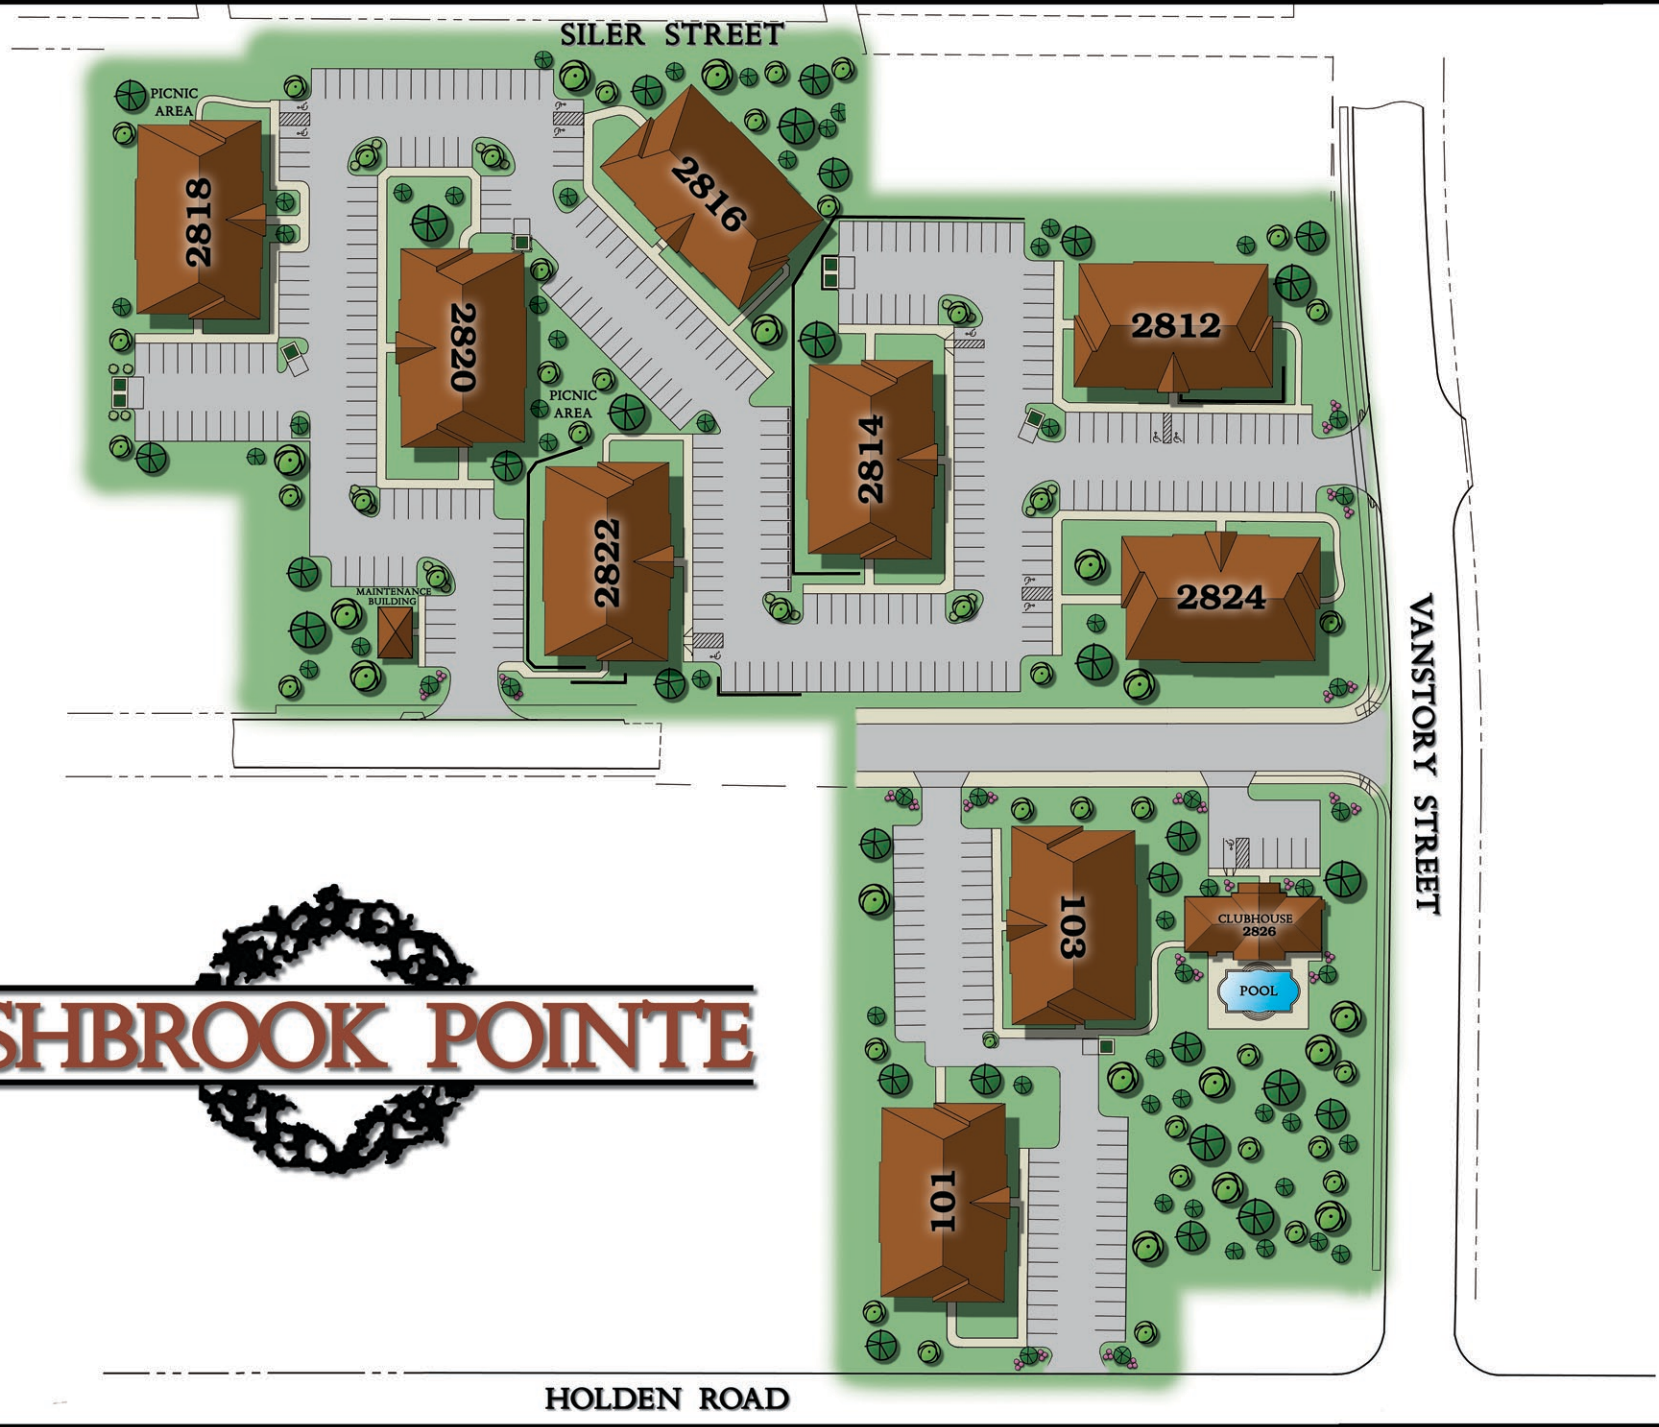 SILER STREET
PICNIC
AREA
2818
2816
2820
2812
PICNIC
AREA
2814
2822
2824
MAINTENANCE
BUILDING
VANSTORY STREET
103
CLUBHOUSE
2826
POOL
SHBROOK POINTE
101
HOLDEN ROAD